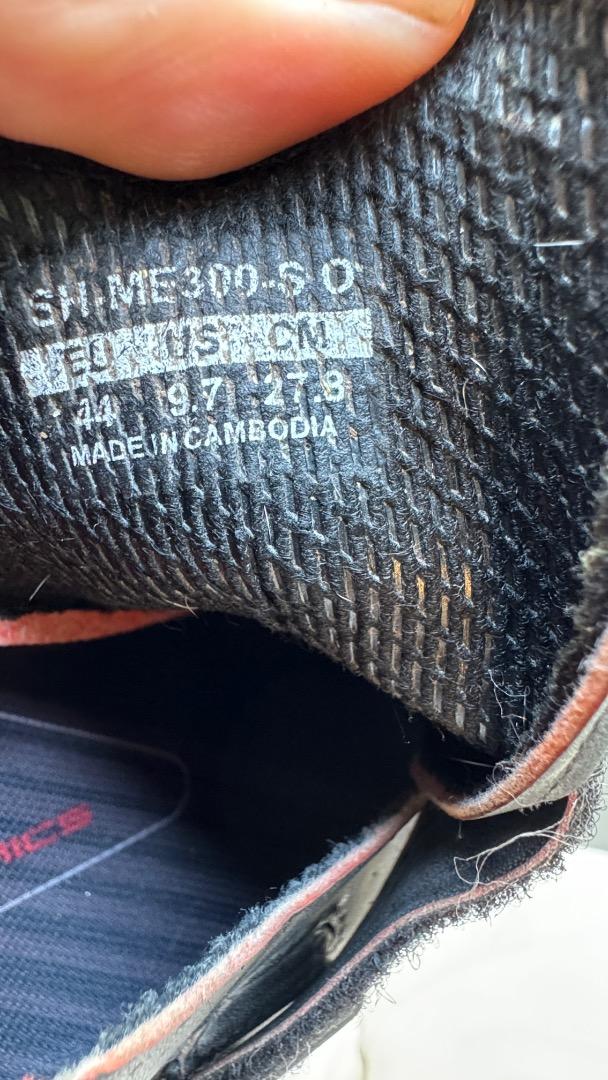 SH-ME300-S O
EU US CM
44 9.7 27.8
MADE IN CAMBODIA